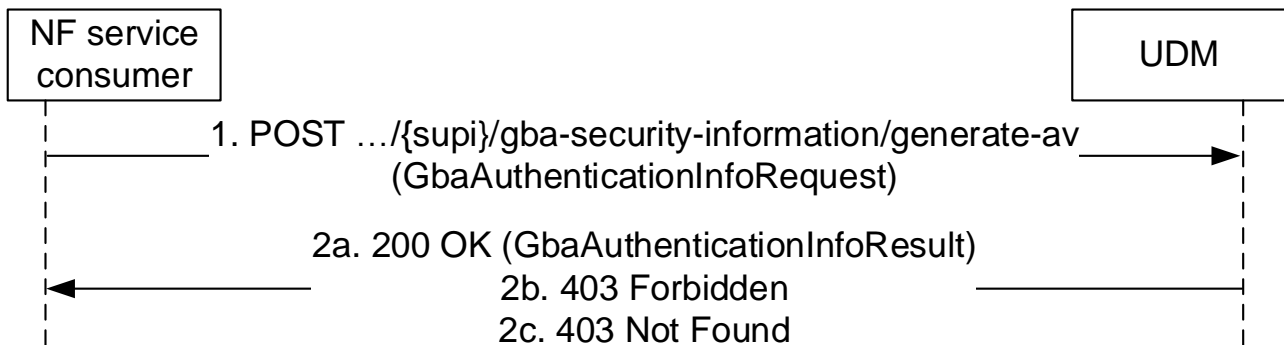 NF service
consumer
UDM
1. POST …/{supi}/gba-security-information/generate-av
(GbaAuthenticationInfoRequest)
2a. 200 OK (GbaAuthenticationInfoResult)
2b. 403 Forbidden
2c. 403 Not Found